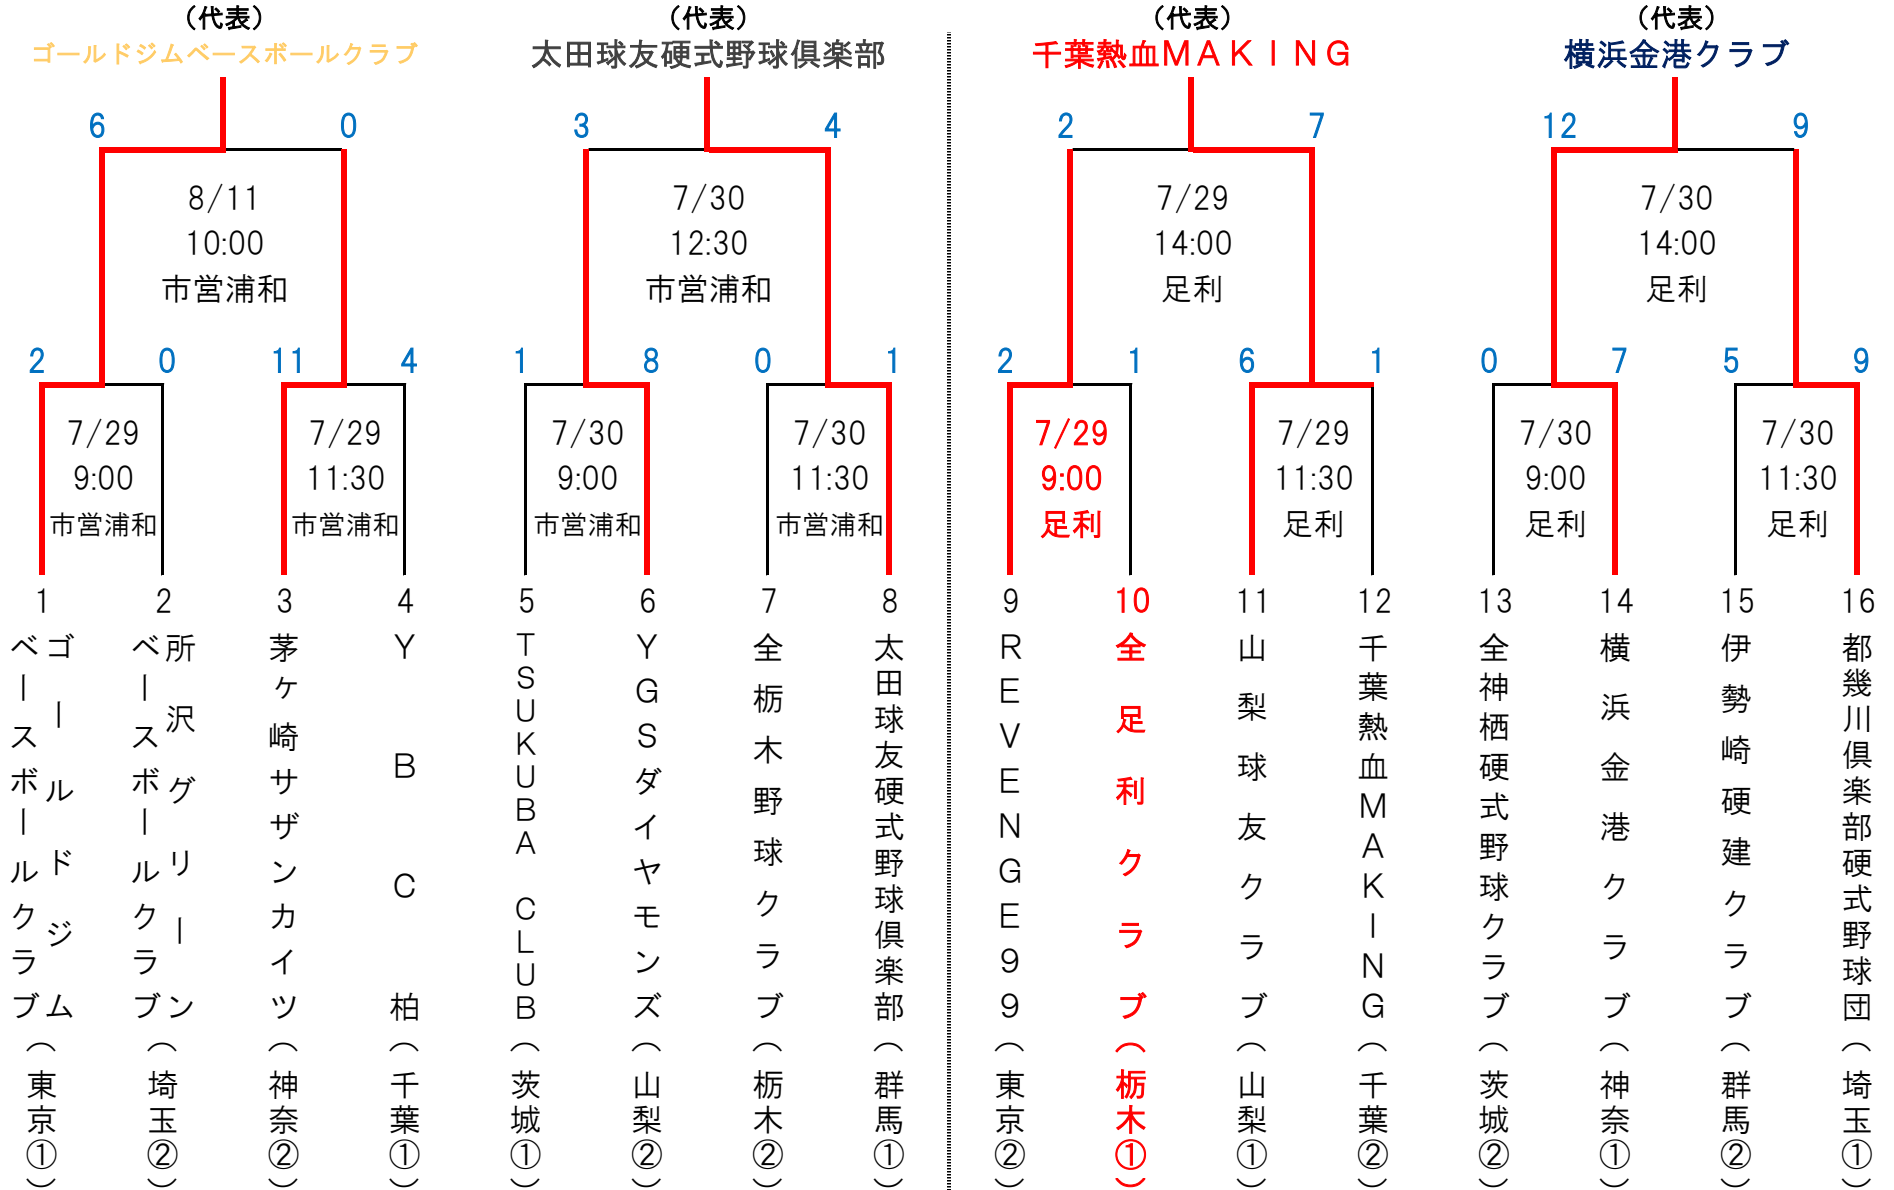 （代表）　（代表）　（代表）　（代表）
ゴールドジムベースボールクラブ　太田球友硬式野球倶楽部　千葉熱血ＭＡＫＩＮＧ　横浜金港クラブ
6　0　3　4　2　7　12　9
8/11　7/30　7/29　7/30
10:00　12:30　14:00　14:00
市営浦和　市営浦和　足利　足利
2　0　11　4　1　8　0　1　2　1　6　1　0　7　5　9
7/29　7/29　7/30　7/30　7/29　7/29　7/30　7/30
9:00　11:30　9:00　11:30　9:00　11:30　9:00　11:30
市営浦和　市営浦和　市営浦和　市営浦和　足利　足利　足利　足利
1　2　3　4　5　6　7　8　9　10　11　12　13　14　15　16
ゴールドジム
ベースボールクラブ（東京①）
所沢グリーン
ベースボールクラブ（埼玉②）
茅ヶ崎サザンカイツ（神奈②）
ＹＢＣ柏（千葉①）
ＴＳＵＫＵＢＡ　ＣＬＵＢ（茨城①）
ＹＧＳダイヤモンズ（山梨②）
全栃木野球クラブ（栃木②）
太田球友硬式野球倶楽部（群馬①）
ＲＥＶＥＮＧＥ９９（東京②）
全足利クラブ（栃木①）
山梨球友クラブ（山梨①）
千葉熱血ＭＡＫＩＮＧ（千葉②）
全神栖硬式野球クラブ（茨城②）
横浜金港クラブ（神奈①）
伊勢崎硬建クラブ（群馬②）
都幾川倶楽部硬式野球団（埼玉①）